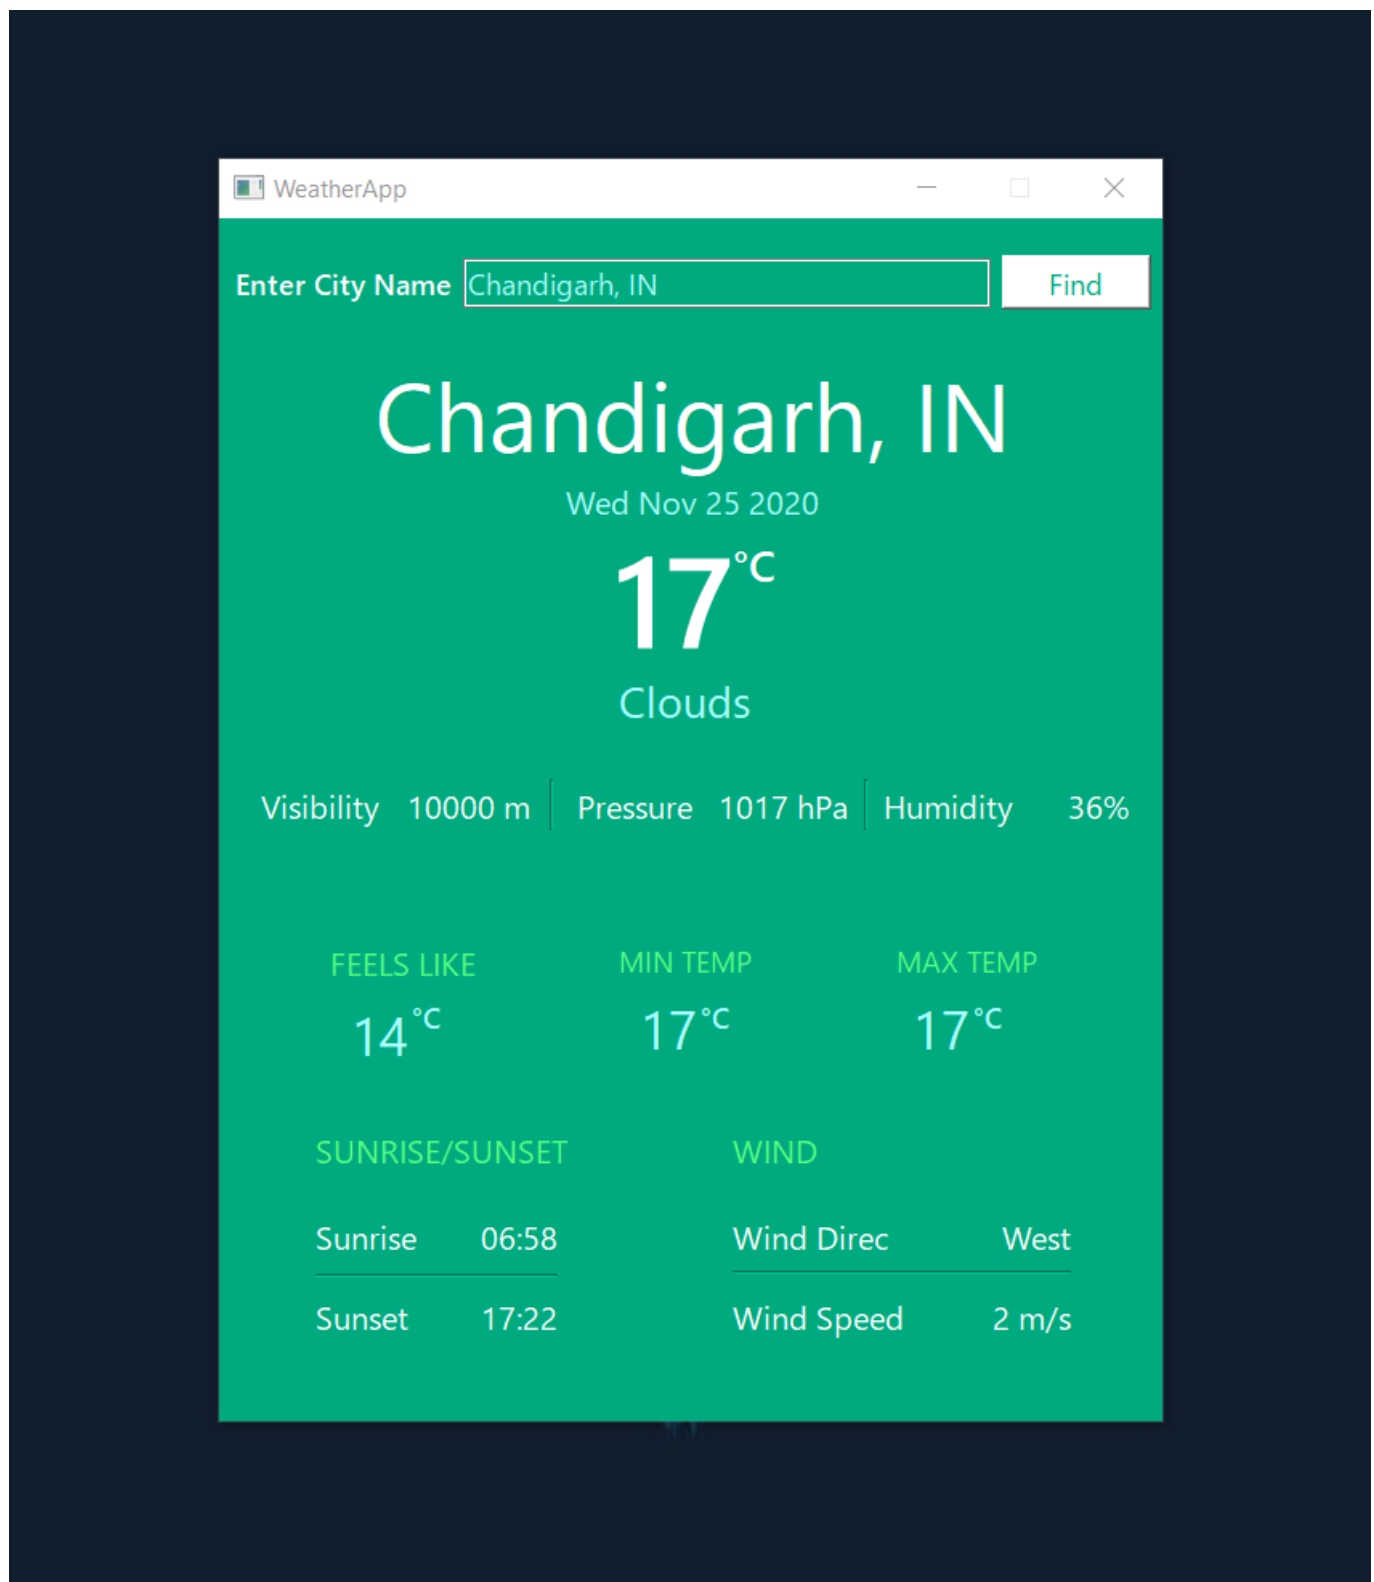 WeatherApp
Enter City Name Chandigarh, IN Find
Chandigarh, IN
Wed Nov 25 2020
17°C
Clouds
Visibility 10000 m Pressure 1017 hPa Humidity 36%
FEELS LIKE MIN TEMP MAX TEMP
14°C 17°C 17°C
SUNRISE/SUNSET WIND
Sunrise 06:58 Wind Direc West
Sunset 17:22 Wind Speed 2 m/s